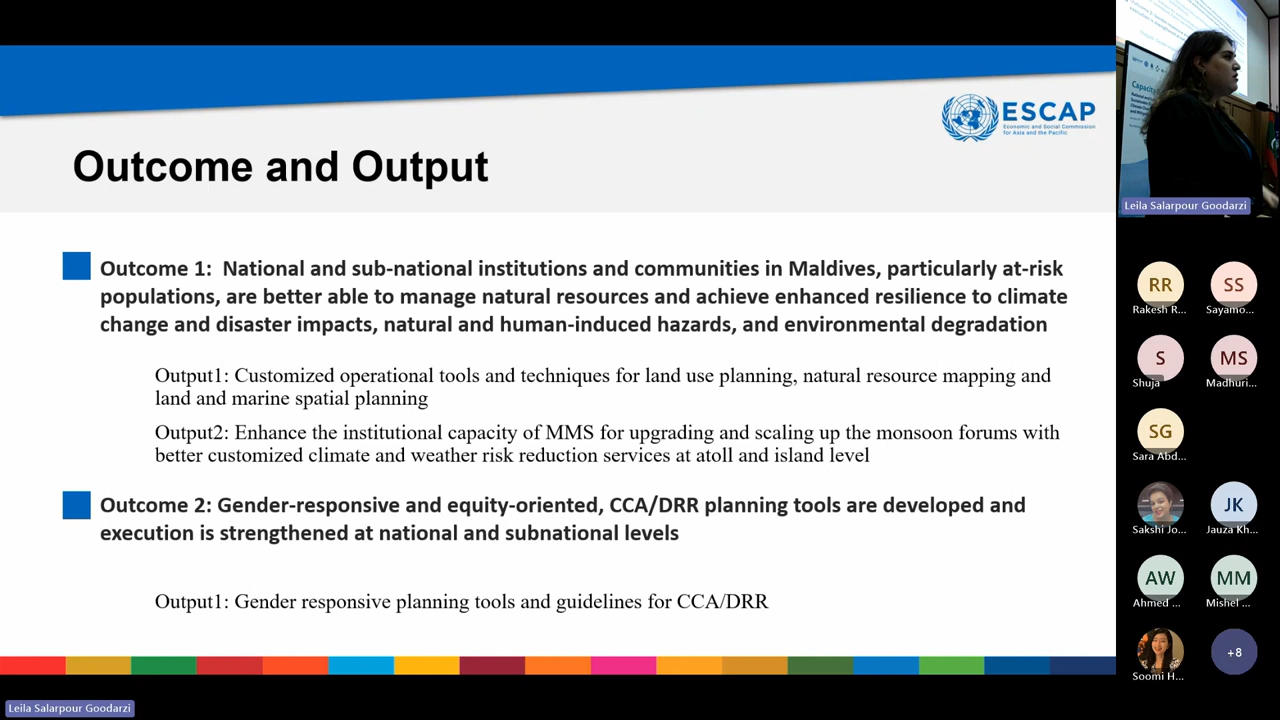 ESCAP
Economic and Social Commission
for Asia and the Pacific
Outcome and Output
Outcome 1: National and sub-national institutions and communities in Maldives, particularly at-risk
populations, are better able to manage natural resources and achieve enhanced resilience to climate
change and disaster impacts, natural and human-induced hazards, and environmental degradation
Output1: Customized operational tools and techniques for land use planning, natural resource mapping and
land and marine spatial planning
Output2: Enhance the institutional capacity of MMS for upgrading and scaling up the monsoon forums with
better customized climate and weather risk reduction services at atoll and island level
Outcome 2: Gender-responsive and equity-oriented, CCA/DRR planning tools are developed and
execution is strengthened at national and subnational levels
Output1: Gender responsive planning tools and guidelines for CCA/DRR
Leila Salarpour Goodarzi
Leila Salarpour Goodarzi
RR
SS
Rakesh R...
Sayamo...
S
MS
Shuja
Madhuri...
SG
Sara Abd...
JK
Sakshi Jo...
Jauza Kh...
AW
MM
Ahmed ...
Mishel ...
+8
Soomi H...